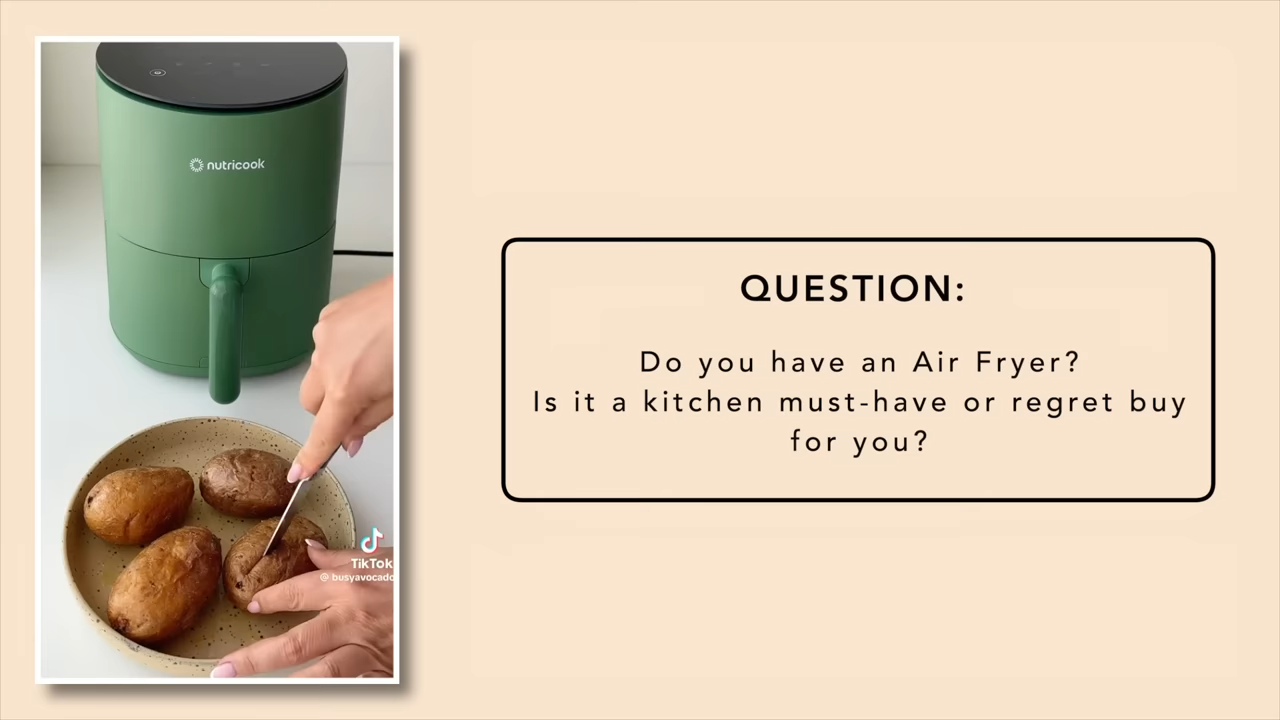 nutricook
TikTok
@ busyavocado
QUESTION:
Do you have an Air Fryer?
Is it a kitchen must-have or regret buy
for you?